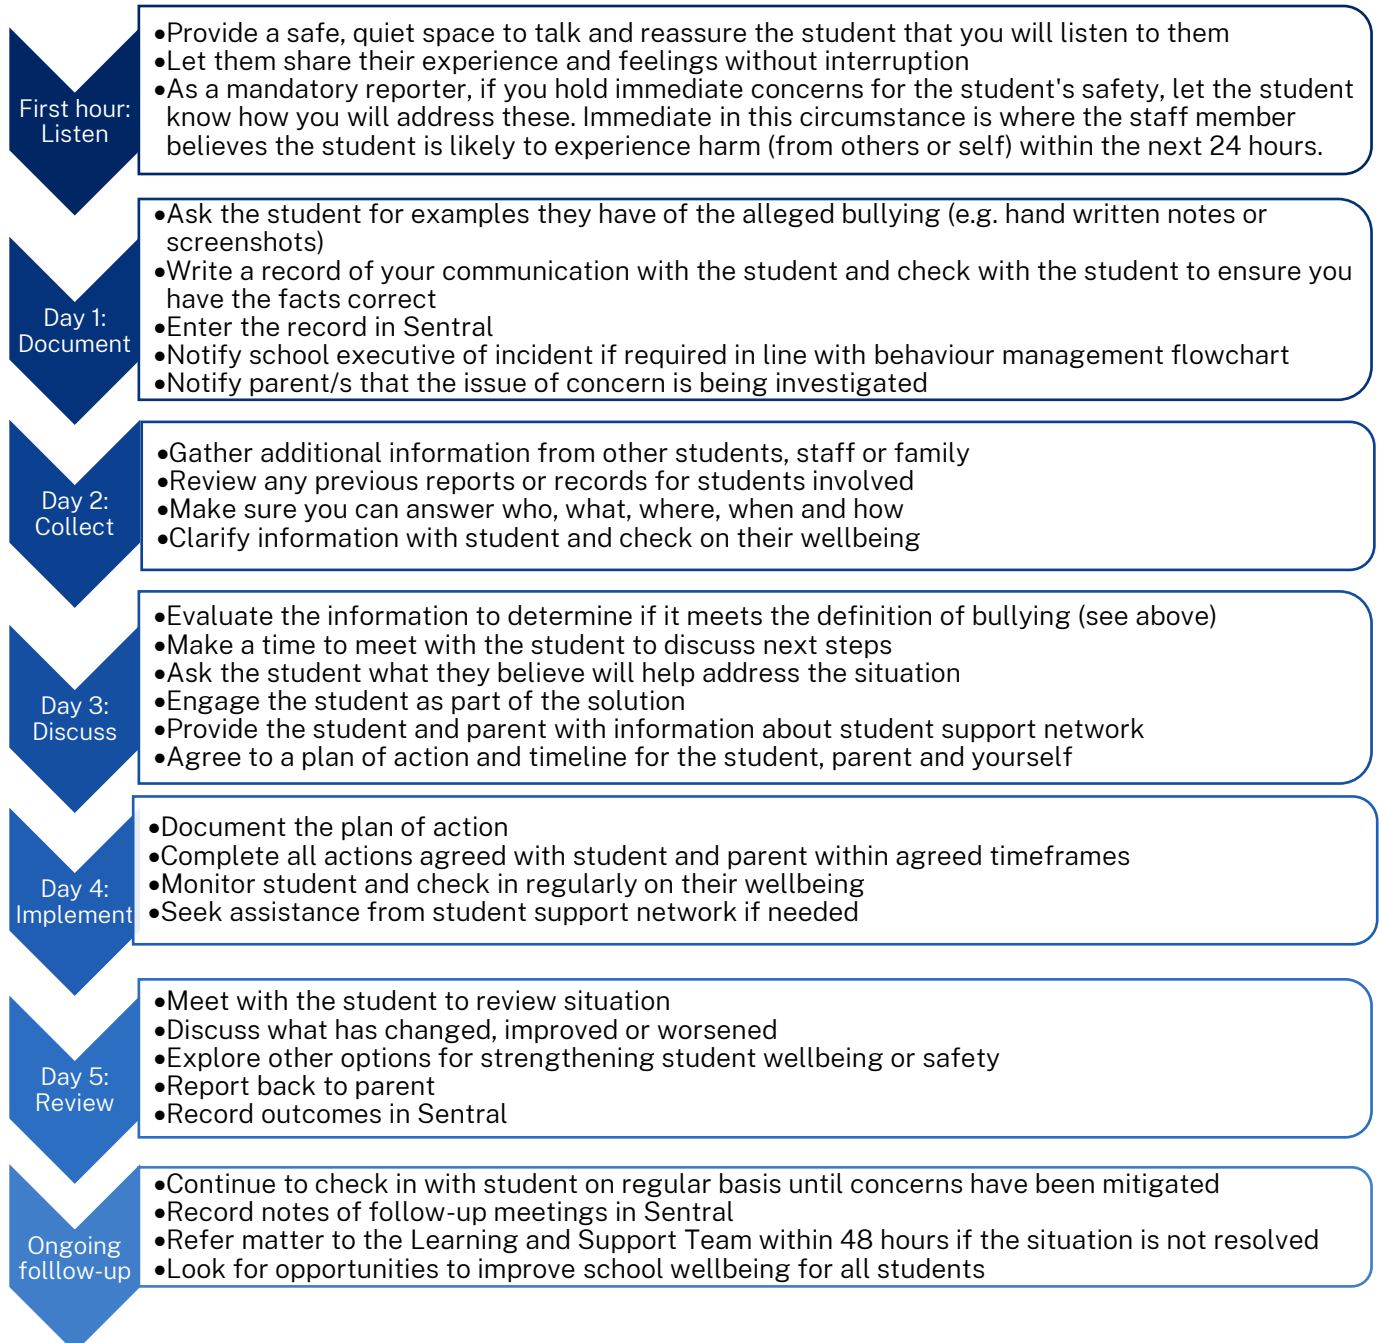 First hour:
Listen
•Provide a safe, quiet space to talk and reassure the student that you will listen to them
•Let them share their experience and feelings without interruption
•As a mandatory reporter, if you hold immediate concerns for the student's safety, let the student
know how you will address these. Immediate in this circumstance is where the staff member
believes the student is likely to experience harm (from others or self) within the next 24 hours.
Day 1:
Document
•Ask the student for examples they have of the alleged bullying (e.g. hand written notes or
screenshots)
•Write a record of your communication with the student and check with the student to ensure you
have the facts correct
•Enter the record in Sentral
•Notify school executive of incident if required in line with behaviour management flowchart
•Notify parent/s that the issue of concern is being investigated
Day 2:
Collect
•Gather additional information from other students, staff or family
•Review any previous reports or records for students involved
•Make sure you can answer who, what, where, when and how
•Clarify information with student and check on their wellbeing
Day 3:
Discuss
•Evaluate the information to determine if it meets the definition of bullying (see above)
•Make a time to meet with the student to discuss next steps
•Ask the student what they believe will help address the situation
•Engage the student as part of the solution
•Provide the student and parent with information about student support network
•Agree to a plan of action and timeline for the student, parent and yourself
Day 4:
Implement
•Document the plan of action
•Complete all actions agreed with student and parent within agreed timeframes
•Monitor student and check in regularly on their wellbeing
•Seek assistance from student support network if needed
Day 5:
Review
•Meet with the student to review situation
•Discuss what has changed, improved or worsened
•Explore other options for strengthening student wellbeing or safety
•Report back to parent
•Record outcomes in Sentral
Ongoing
folllow-up
•Continue to check in with student on regular basis until concerns have been mitigated
•Record notes of follow-up meetings in Sentral
•Refer matter to the Learning and Support Team within 48 hours if the situation is not resolved
•Look for opportunities to improve school wellbeing for all students